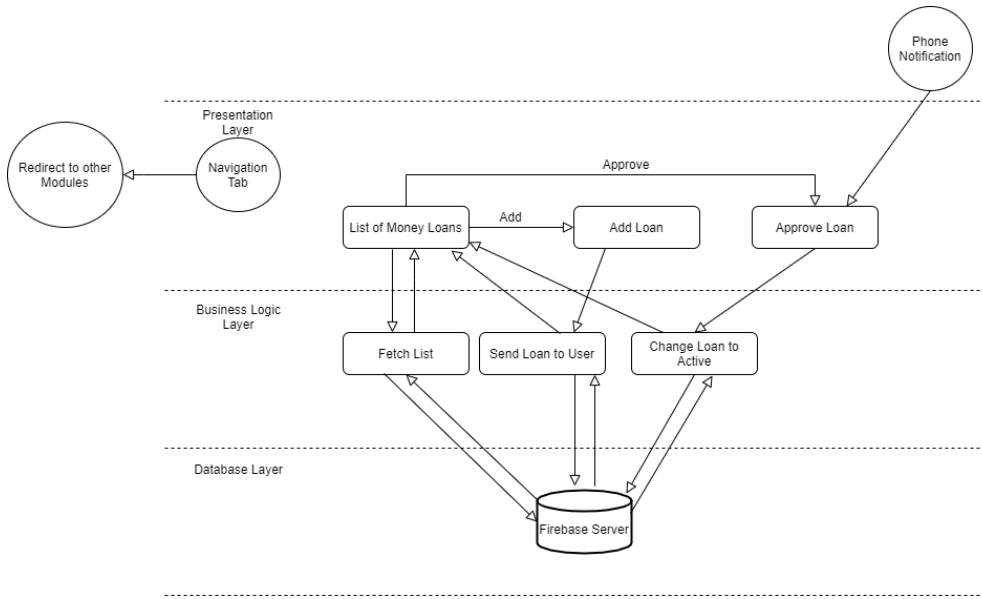 Phone
Notification
Presentation
Layer
Redirect to other
Modules
Navigation
Tab
Approve
List of Money Loans
Add
Add Loan
Approve Loan
Business Logic
Layer
Fetch List
Send Loan to User
Change Loan to
Active
Database Layer
Firebase Server